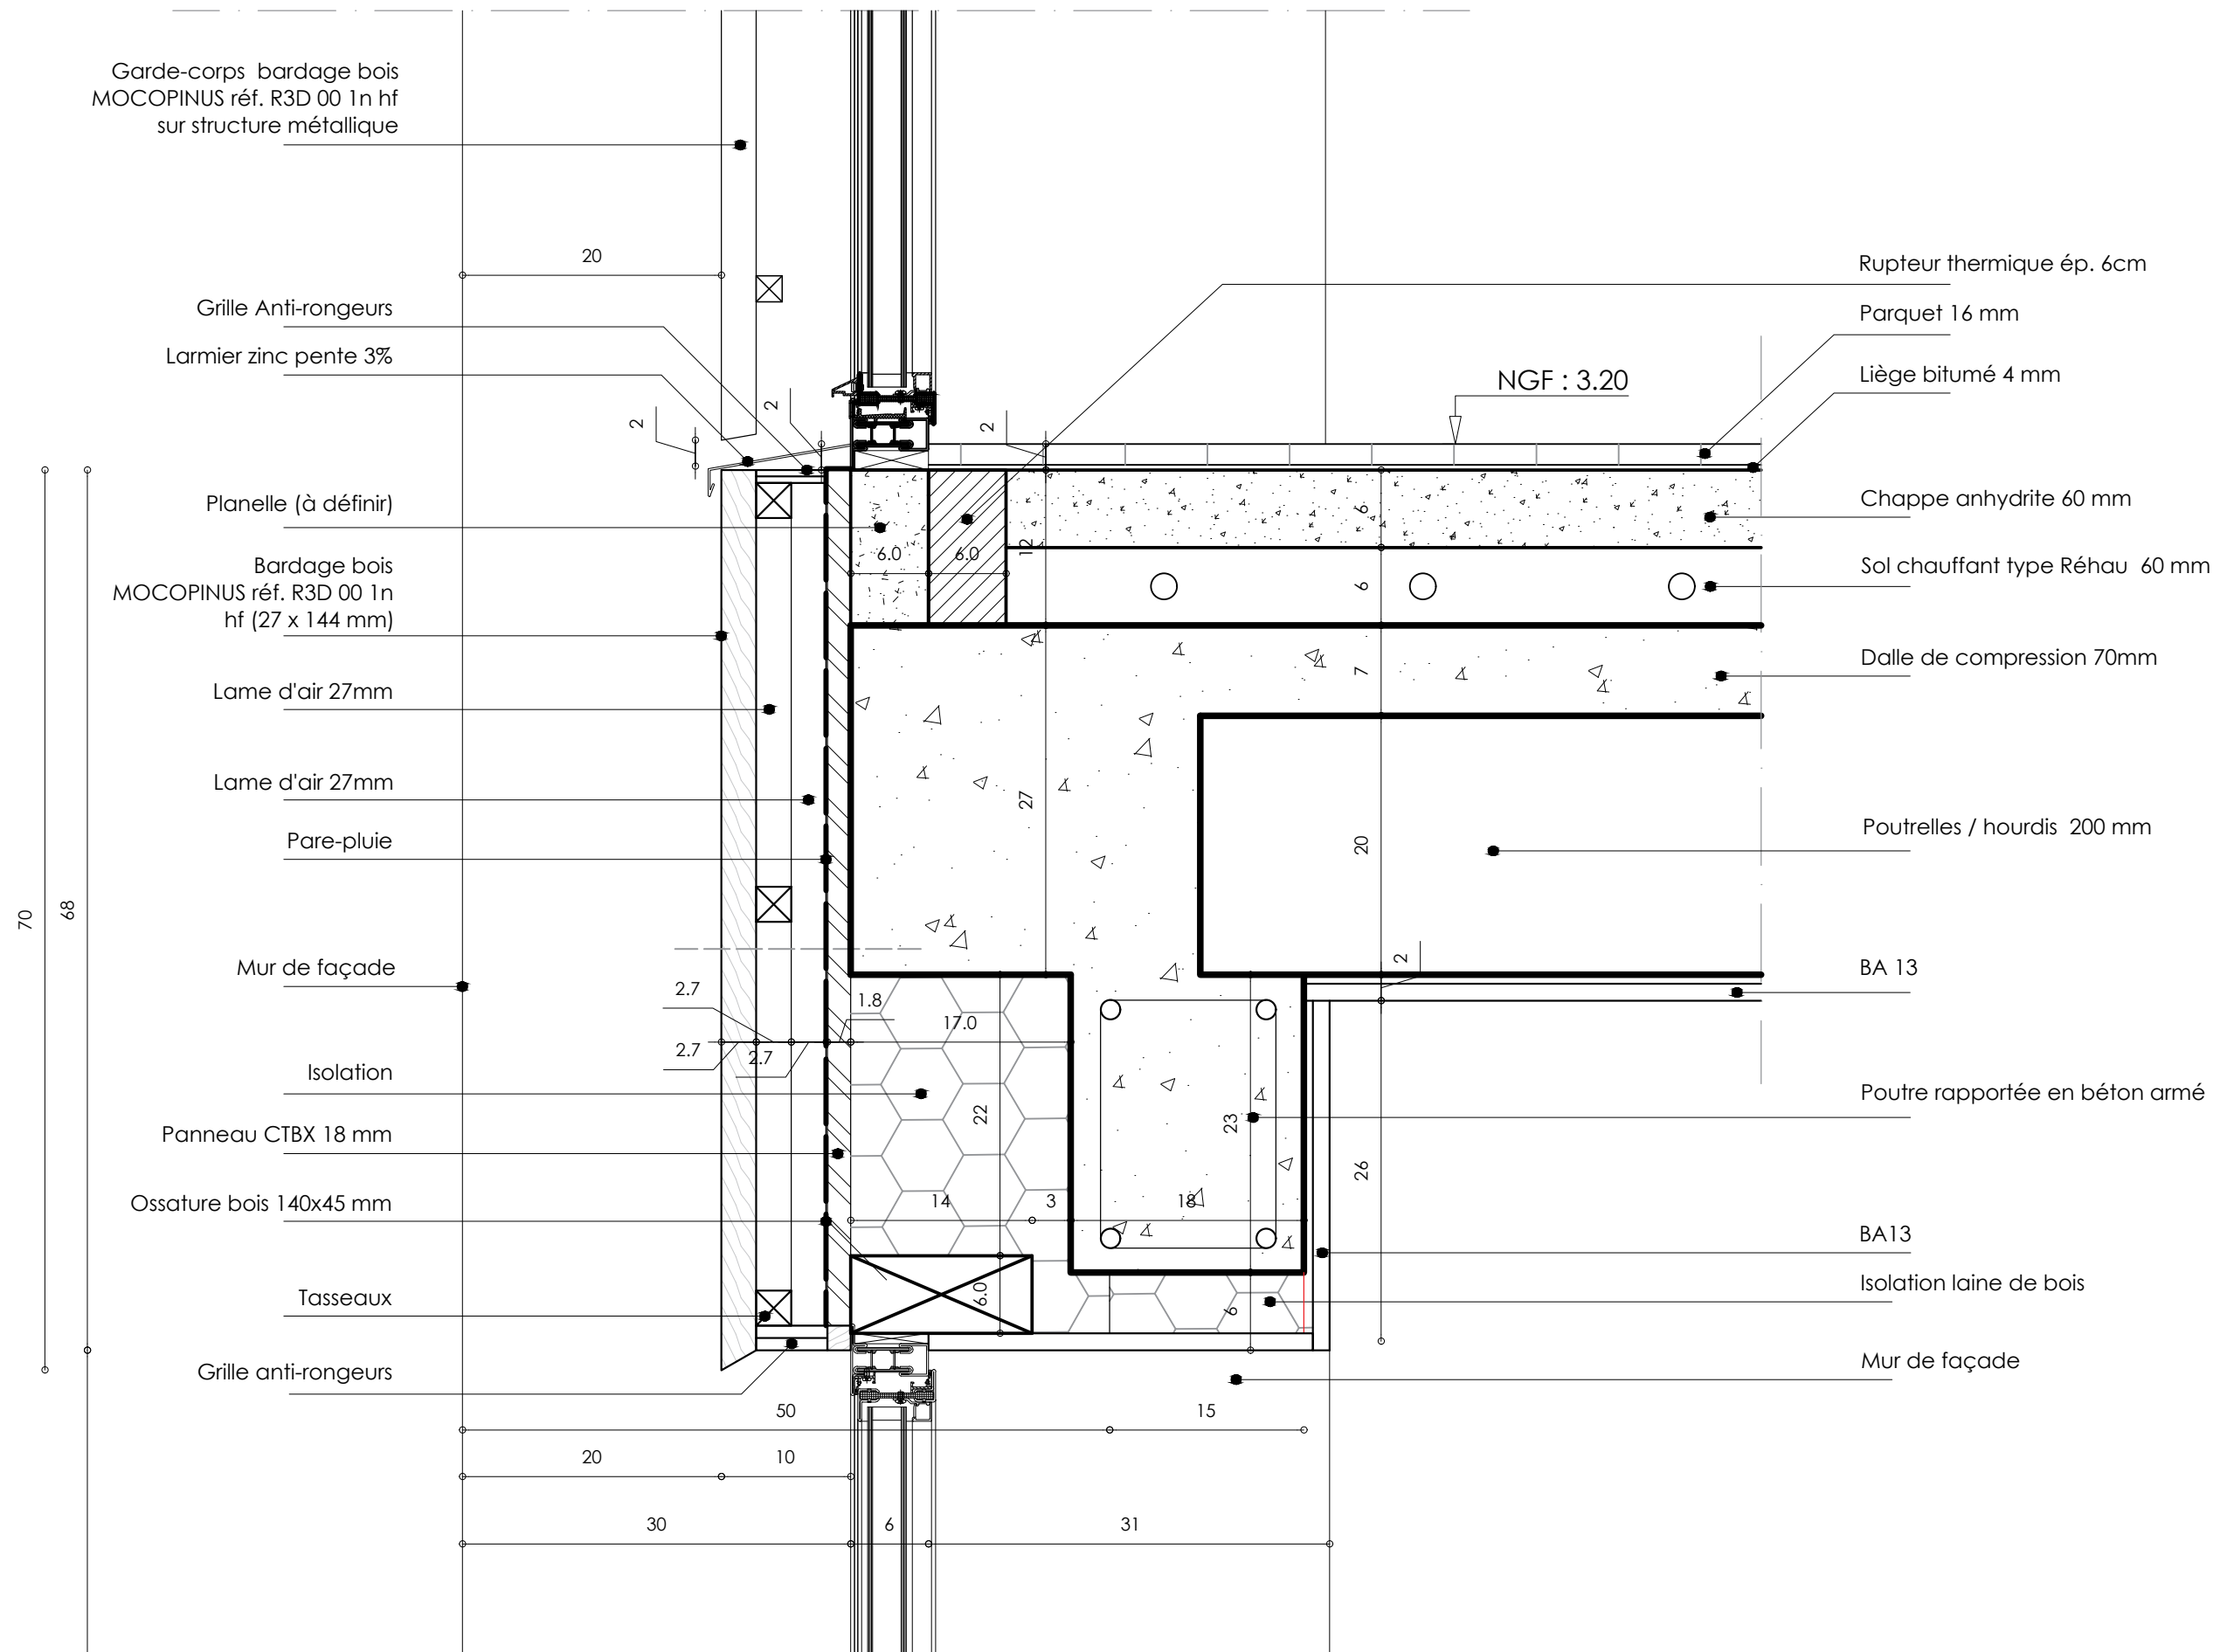 Garde-corps bardage bois
MOCOPINUS réf. R3D 00 1n hf
sur structure métallique
20
Grille Anti-rongeurs
Larmier zinc pente 3%
2
2
2
Planelle (à définir)
Bardage bois
MOCOPINUS réf. R3D 00 1n
hf (27 x 144 mm)
Lame d'air 27mm
Lame d'air 27mm
Pare-pluie
Mur de façade
Isolation
Panneau CTBX 18 mm
Ossature bois 140x45 mm
Tasseaux
Grille anti-rongeurs
70
68
Rupteur thermique ép. 6cm
Parquet 16 mm
NGF : 3.20
Liège bitumé 4 mm
Chappe anhydrite 60 mm
Sol chauffant type Réhau 60 mm
Dalle de compression 70mm
Poutrelles / hourdis 200 mm
BA 13
Poutre rapportée en béton armé
BA13
Isolation laine de bois
Mur de façade
6.0
6.0
12
6
6
7
27
20
2
2.7
1.8
17.0
2.7
2.7
22
23
26
14
3
18
6.0
6
50
15
20
10
30
6
31